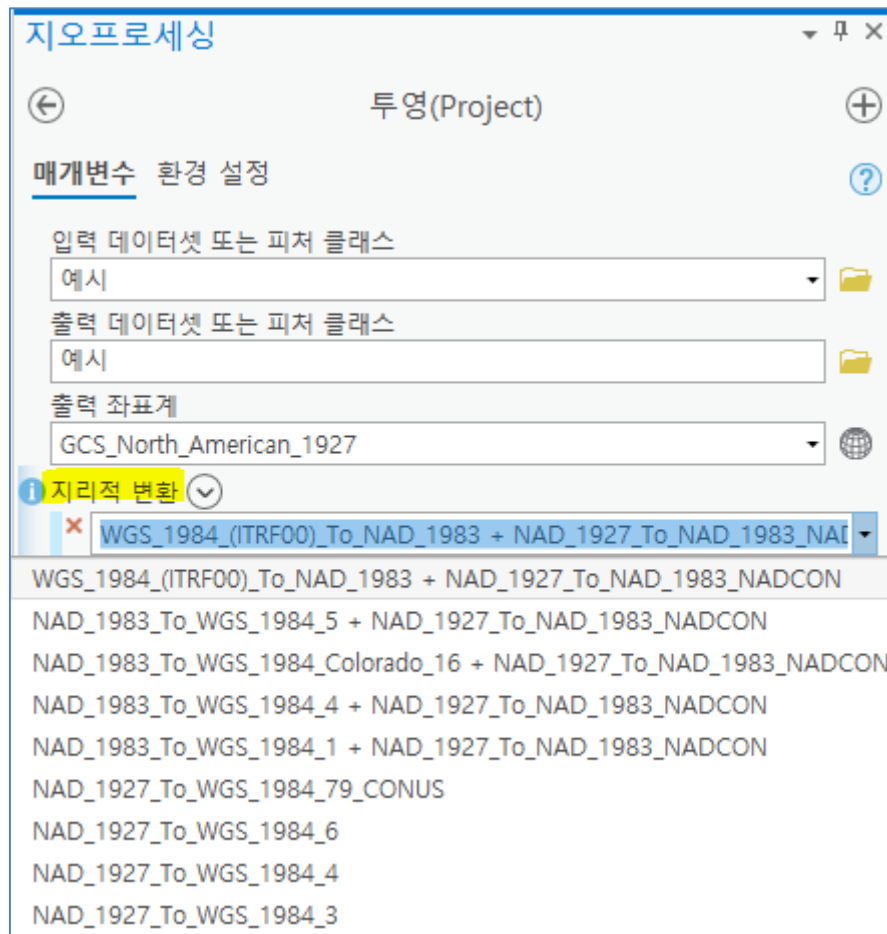 지오프로세싱
투영(Project)
매개변수 환경 설정
입력 데이터셋 또는 피처 클래스
예시
출력 데이터셋 또는 피처 클래스
예시
출력 좌표계
GCS_North_American_1927
지리적 변환
WGS_1984_(ITRF00)_To_NAD_1983 + NAD_1927_To_NAD_1983_NAD
WGS_1984_(ITRF00)_To_NAD_1983 + NAD_1927_To_NAD_1983_NADCON
NAD_1983_To_WGS_1984_5 + NAD_1927_To_NAD_1983_NADCON
NAD_1983_To_WGS_1984_Colorado_16 + NAD_1927_To_NAD_1983_NADCON
NAD_1983_To_WGS_1984_4 + NAD_1927_To_NAD_1983_NADCON
NAD_1983_To_WGS_1984_1 + NAD_1927_To_NAD_1983_NADCON
NAD_1927_To_WGS_1984_79_CONUS
NAD_1927_To_WGS_1984_6
NAD_1927_To_WGS_1984_4
NAD_1927_To_WGS_1984_3